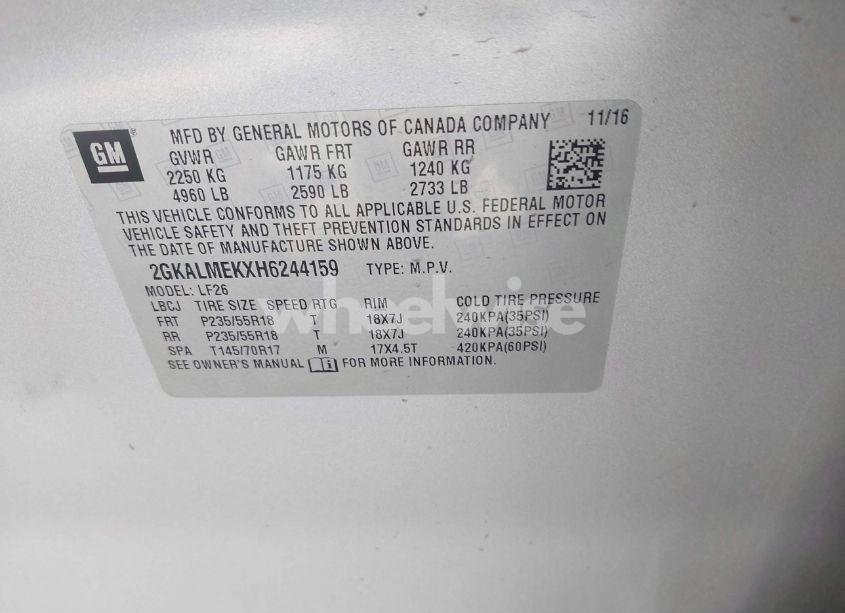 GM
MFD BY GENERAL MOTORS OF CANADA COMPANY 11/16
GVWR GAWR FRT GAWR RR
2250 KG 1175 KG 1240 KG
4960 LB 2590 LB 2733 LB
THIS VEHICLE CONFORMS TO ALL APPLICABLE U.S. FEDERAL MOTOR
VEHICLE SAFETY AND THEFT PREVENTION STANDARDS IN EFFECT ON
THE DATE OF MANUFACTURE SHOWN ABOVE.
2GKALMEKXH6244159 TYPE: M.P.V.
MODEL: LF26
LBCJ TIRE SIZE SPEED RTG RIM COLD TIRE PRESSURE
FRT P235/55R18 T 18X7J 240KPA(35PSI)
RR P235/55R18 T 18X7J 240KPA(35PSI)
SPA T145/70R17 M 17X4.5T 420KPA(60PSI)
SEE OWNER'S MANUAL FOR MORE INFORMATION.
wheelwise